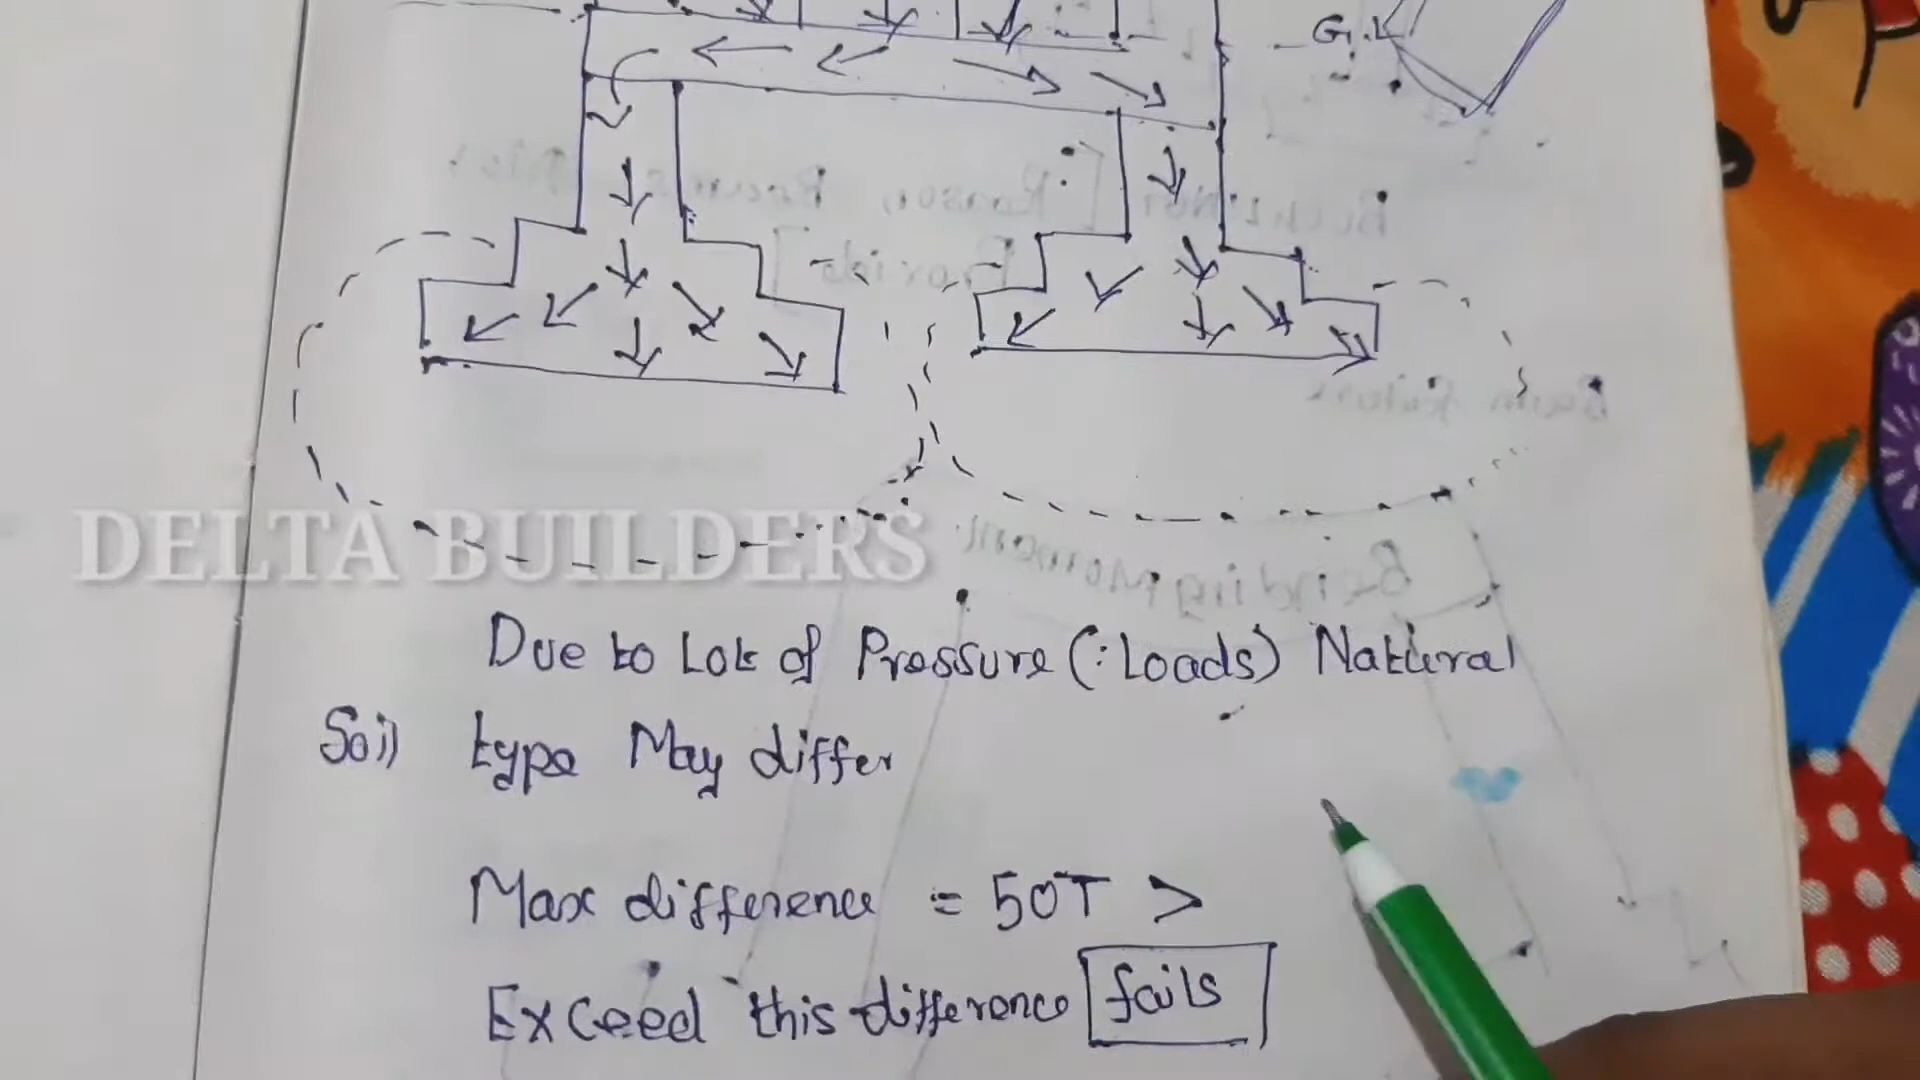 G.L
DELTA BUILDERS
Due to Lot of Pressure (∵Loads) Natural
Soil type May differ
Max difference = 50T >
Exceed this difference fails